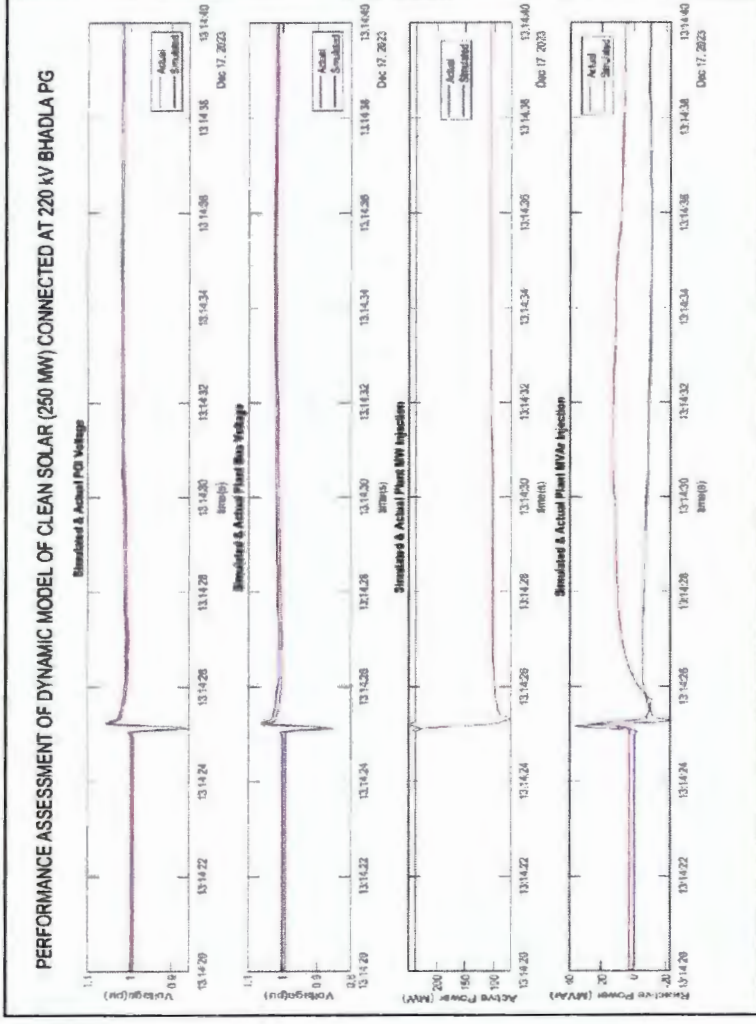 PERFORMANCE ASSESSMENT OF DYNAMIC MODEL OF CLEAN SOLAR (250 MW) CONNECTED AT 220 kV BHADLA PG
Simulated & Actual POI Voltage
Voltage(pu)
1.1
1
0.9
Actual
Simulated
13:14:20 13:14:22 13:14:24 13:14:26 13:14:28 13:14:30 13:14:32 13:14:34 13:14:36 13:14:38 13:14:40
time(s)
Dec 17, 2023
Simulated & Actual Plant Bus Voltage
Voltage(pu)
1.1
1
0.9
0.8
Actual
Simulated
13:14:20 13:14:22 13:14:24 13:14:26 13:14:28 13:14:30 13:14:32 13:14:34 13:14:36 13:14:38 13:14:40
time(s)
Dec 17, 2023
Simulated & Actual Plant MW Injection
Active Power (MW)
200
150
100
Actual
Simulated
13:14:20 13:14:22 13:14:24 13:14:26 13:14:28 13:14:30 13:14:32 13:14:34 13:14:36 13:14:38 13:14:40
time(s)
Dec 17, 2023
Simulated & Actual Plant MVAr Injection
Reactive Power (MVAr)
40
20
0
-20
Actual
Simulated
13:14:20 13:14:22 13:14:24 13:14:26 13:14:28 13:14:30 13:14:32 13:14:34 13:14:36 13:14:38 13:14:40
time(s)
Dec 17, 2023